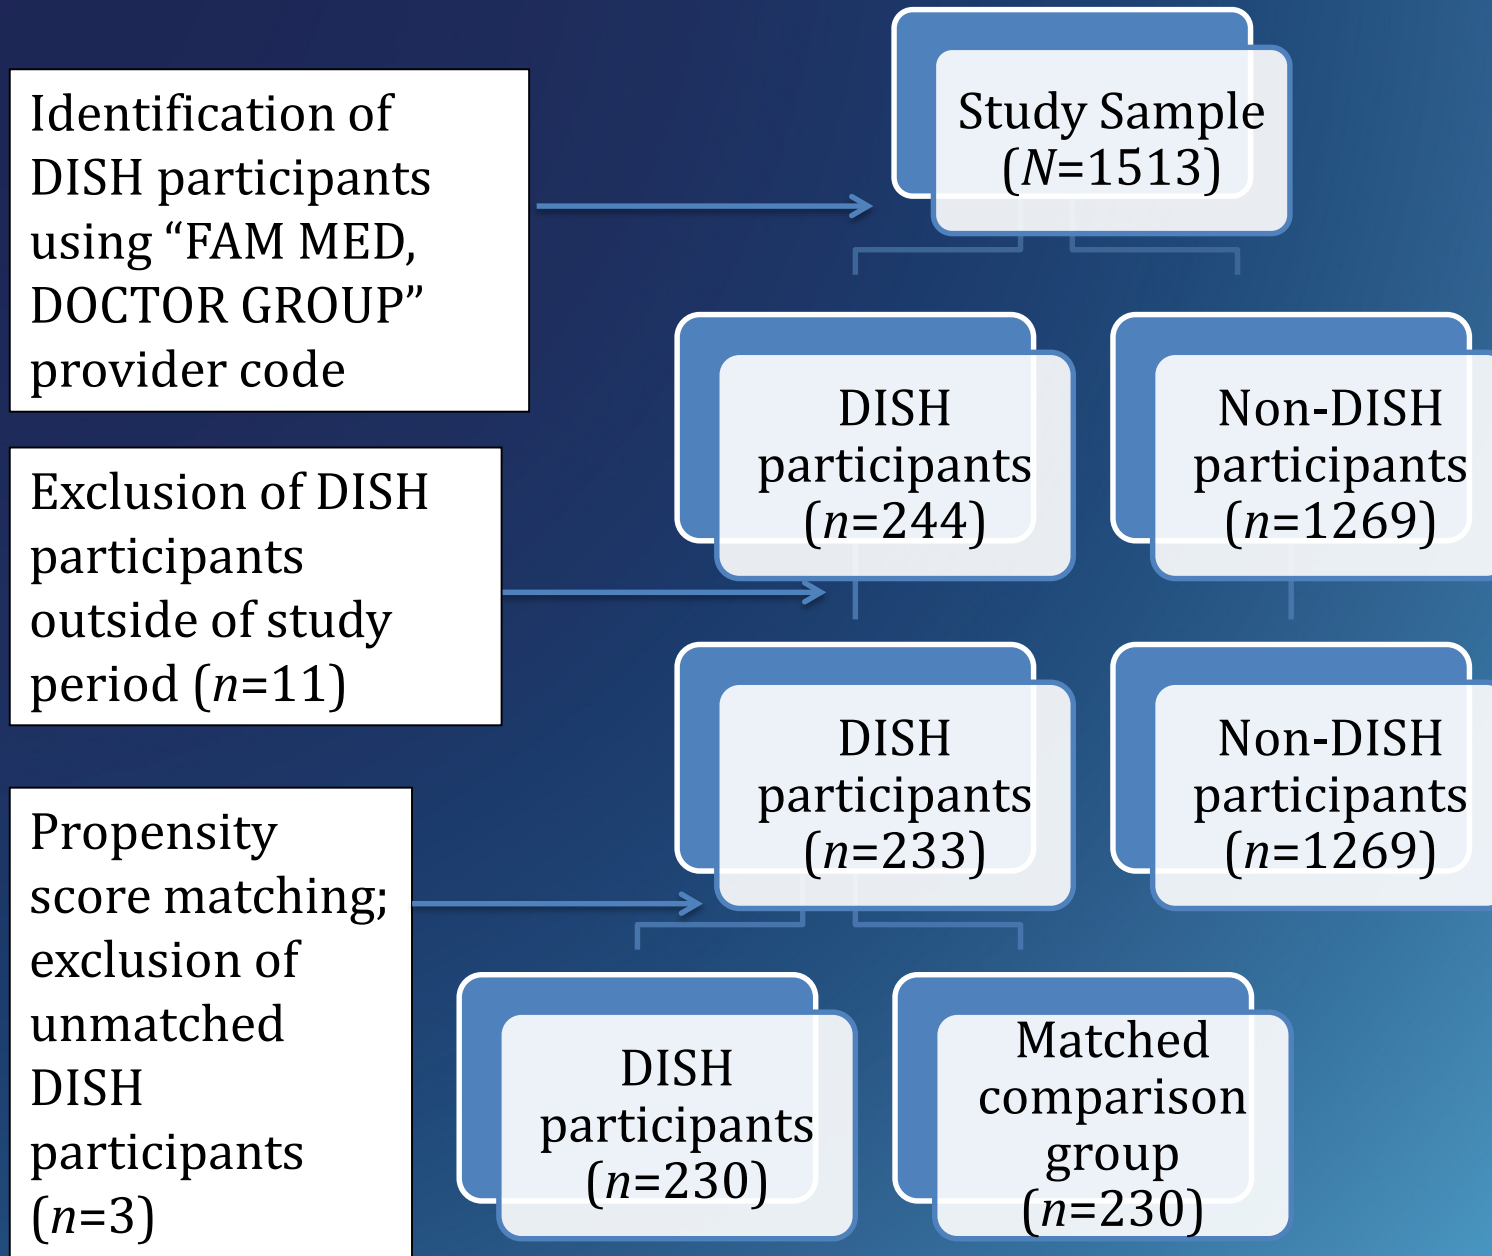 Identification of
DISH participants
using “FAM MED,
DOCTOR GROUP”
provider code
Study Sample
(N=1513)
DISH
participants
(n=244)
Non-DISH
participants
(n=1269)
Exclusion of DISH
participants
outside of study
period (n=11)
DISH
participants
(n=233)
Non-DISH
participants
(n=1269)
Propensity
score matching;
exclusion of
unmatched
DISH
participants
(n=3)
DISH
participants
(n=230)
Matched
comparison
group
(n=230)